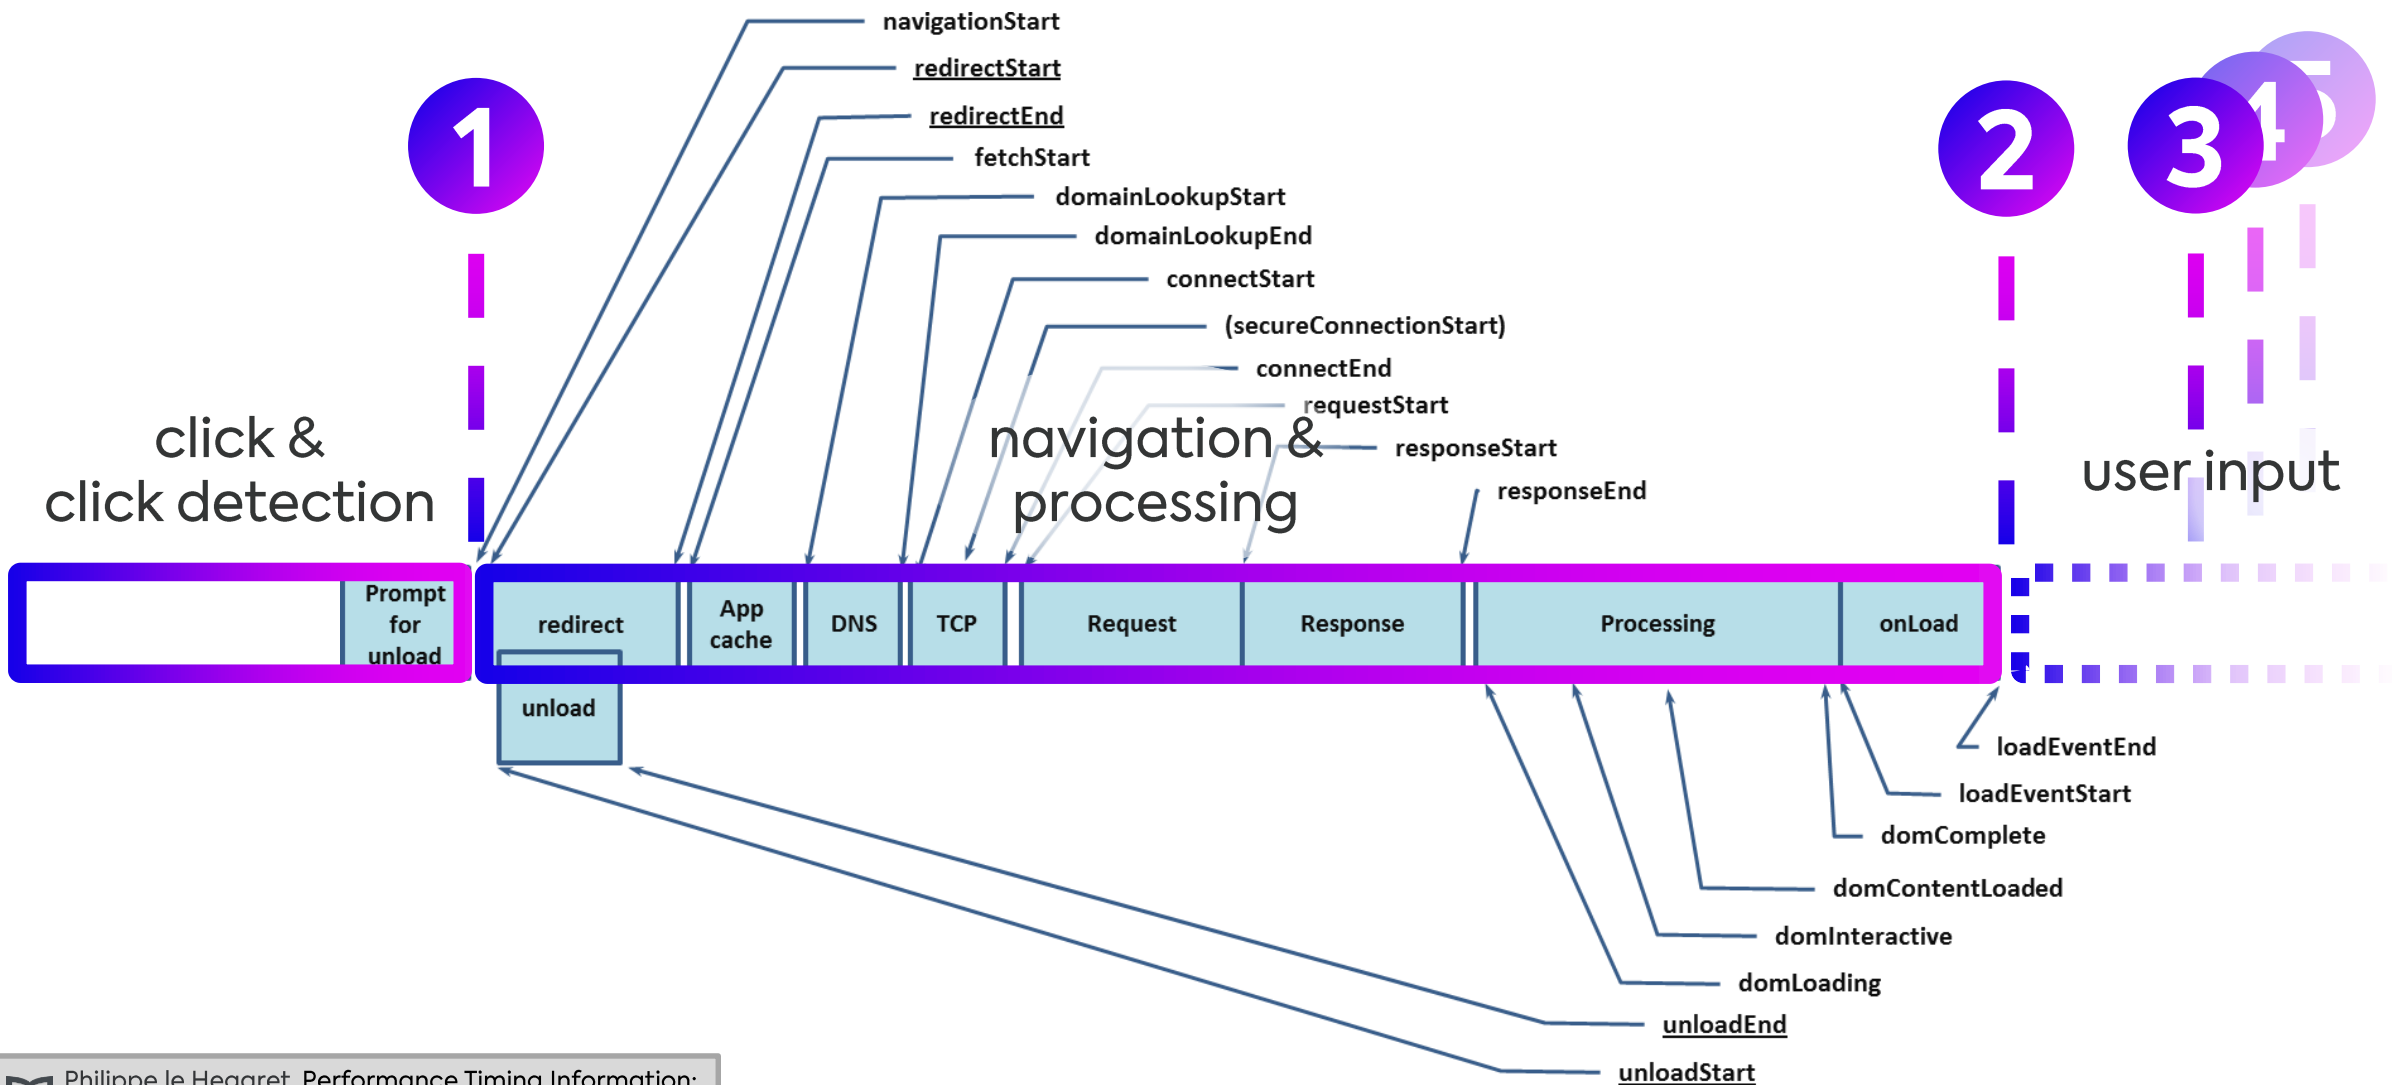 navigationStart
redirectStart
redirectEnd
fetchStart
domainLookupStart
domainLookupEnd
connectStart
(secureConnectionStart)
connectEnd
requestStart
responseStart
responseEnd
1
2
3
4
5
click &
click detection
navigation &
processing
user input
Prompt
for
unload
redirect
App
cache
DNS
TCP
Request
Response
Processing
onLoad
unload
loadEventEnd
loadEventStart
domComplete
domContentLoaded
domInteractive
domLoading
unloadEnd
unloadStart
Philippe le Hegaret, Performance Timing Information;